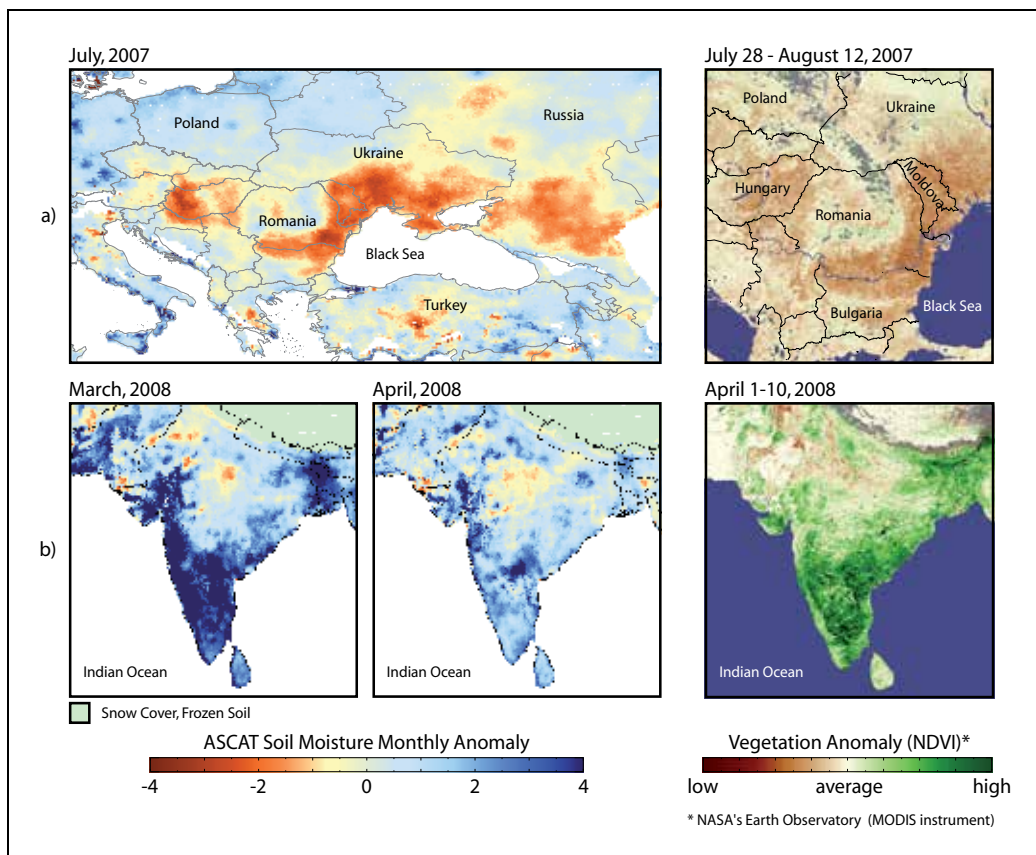 July, 2007
July 28 - August 12, 2007
a)
Poland
Russia
Ukraine
Romania
Black Sea
Turkey
Poland
Ukraine
Hungary
Moldova
Romania
Bulgaria
Black Sea
March, 2008
April, 2008
April 1-10, 2008
b)
Indian Ocean
Indian Ocean
Indian Ocean
Snow Cover, Frozen Soil
ASCAT Soil Moisture Monthly Anomaly
-4 -2 0 2 4
Vegetation Anomaly (NDVI)*
low average high
* NASA's Earth Observatory (MODIS instrument)